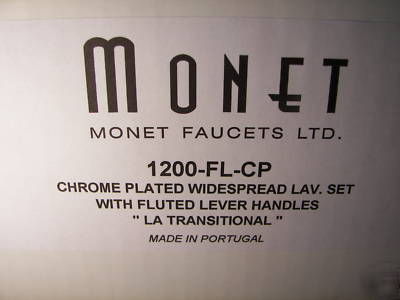 MONET
MONET FAUCETS LTD.
1200-FL-CP
CHROME PLATED WIDESPREAD LAV. SET
WITH FLUTED LEVER HANDLES
" LA TRANSITIONAL "
MADE IN PORTUGAL